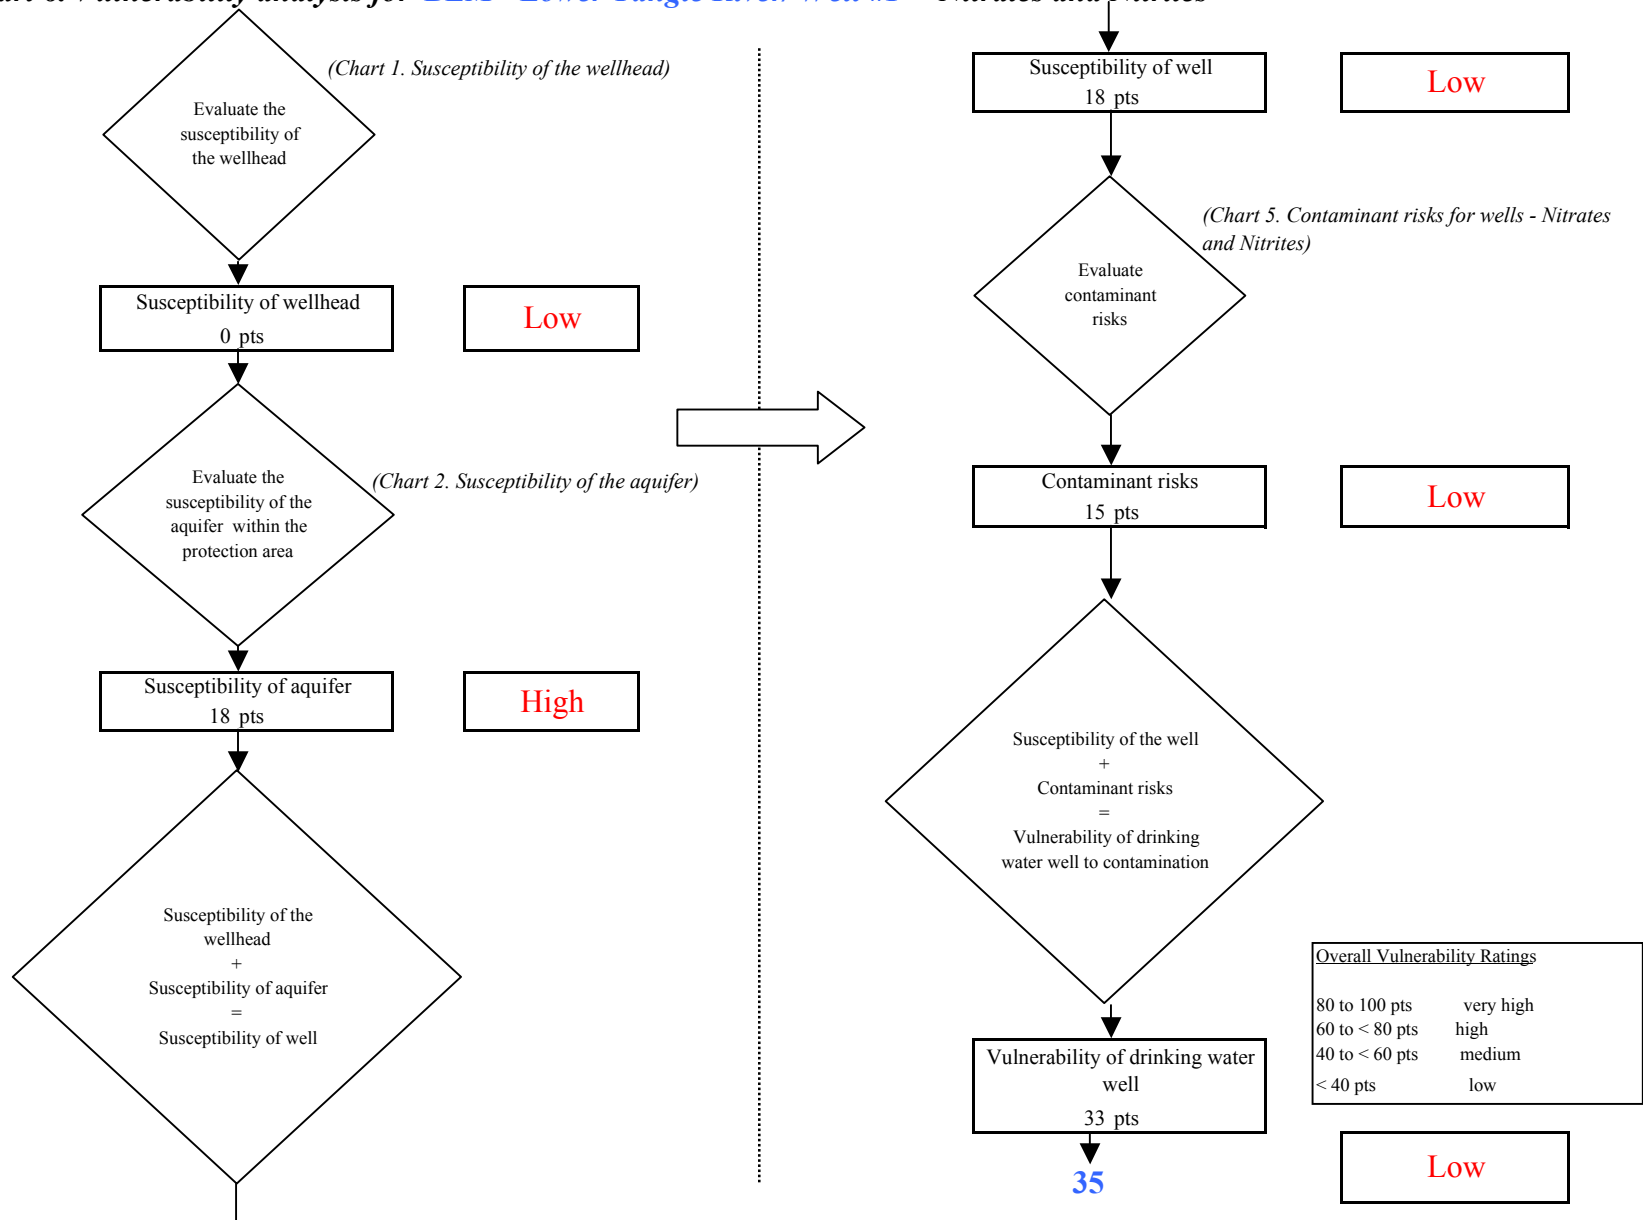 Vulnerability analysis for
Nitrates and Nitrites
(Chart 1. Susceptibility of the wellhead)
Evaluate the
susceptibility of
the wellhead
Susceptibility of wellhead
0 pts
Low
Evaluate the
susceptibility of the
aquifer within the
protection area
(Chart 2. Susceptibility of the aquifer)
Susceptibility of aquifer
18 pts
High
Susceptibility of the
wellhead
+
Susceptibility of aquifer
=
Susceptibility of well
Susceptibility of well
18 pts
Low
(Chart 5. Contaminant risks for wells - Nitrates
and Nitrites)
Evaluate
contaminant
risks
Contaminant risks
15 pts
Low
Susceptibility of the well
+
Contaminant risks
=
Vulnerability of drinking
water well to contamination
Overall Vulnerability Ratings
80 to 100 pts very high
60 to < 80 pts high
40 to < 60 pts medium
< 40 pts low
Vulnerability of drinking water
well
33 pts
35
Low